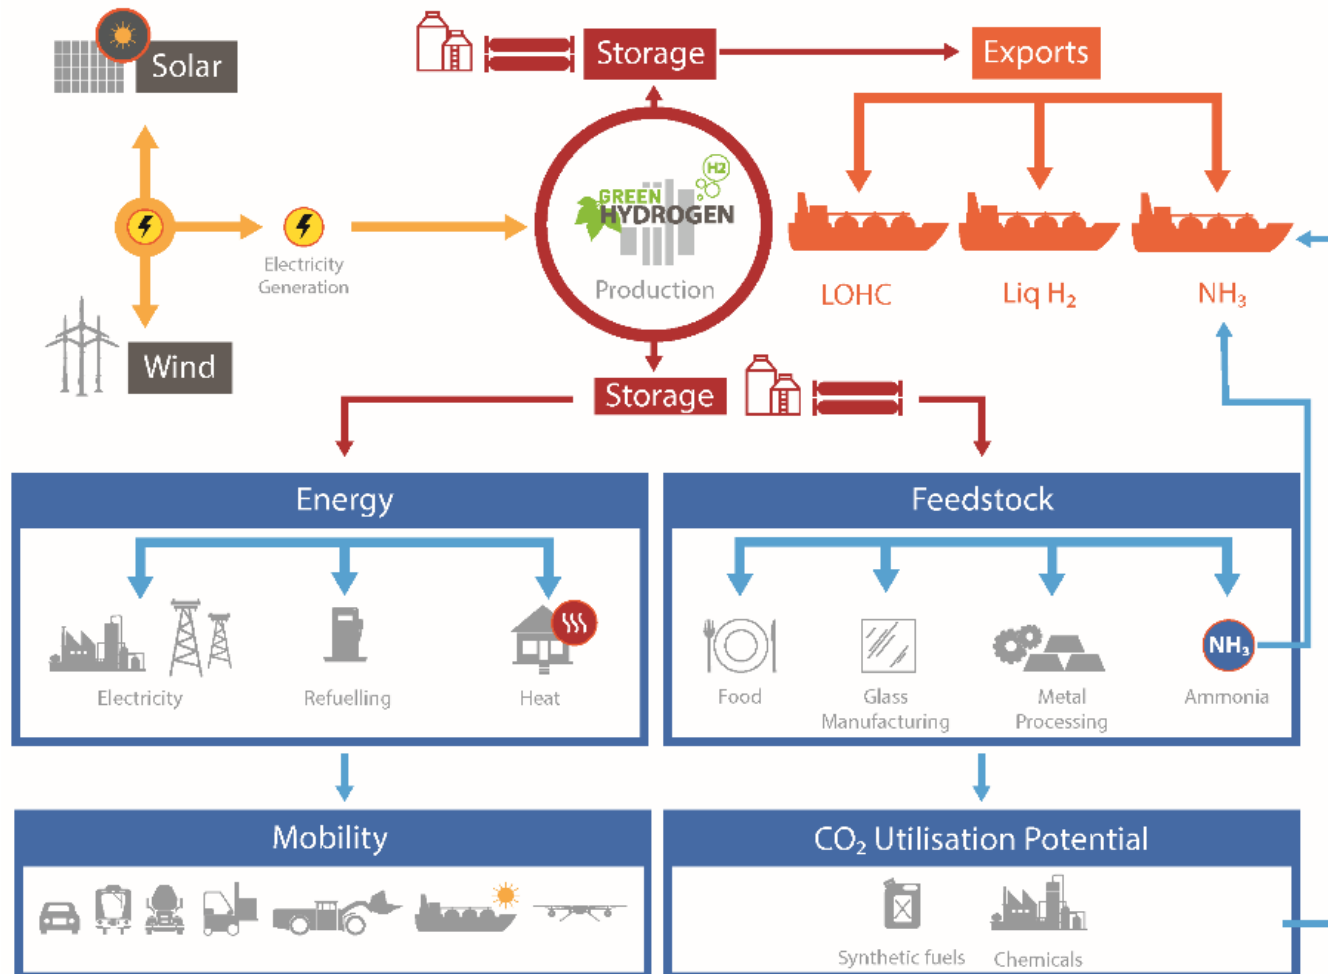 Solar
Storage
Exports
Electricity
Generation
H2
GREEN
HYDROGEN
Production
LOHC
Liq H₂
NH₃
Wind
Storage
Energy
Feedstock
Electricity
Refuelling
Heat
Food
Glass
Manufacturing
Metal
Processing
NH₃
Ammonia
Mobility
CO₂ Utilisation Potential
Synthetic fuels
Chemicals